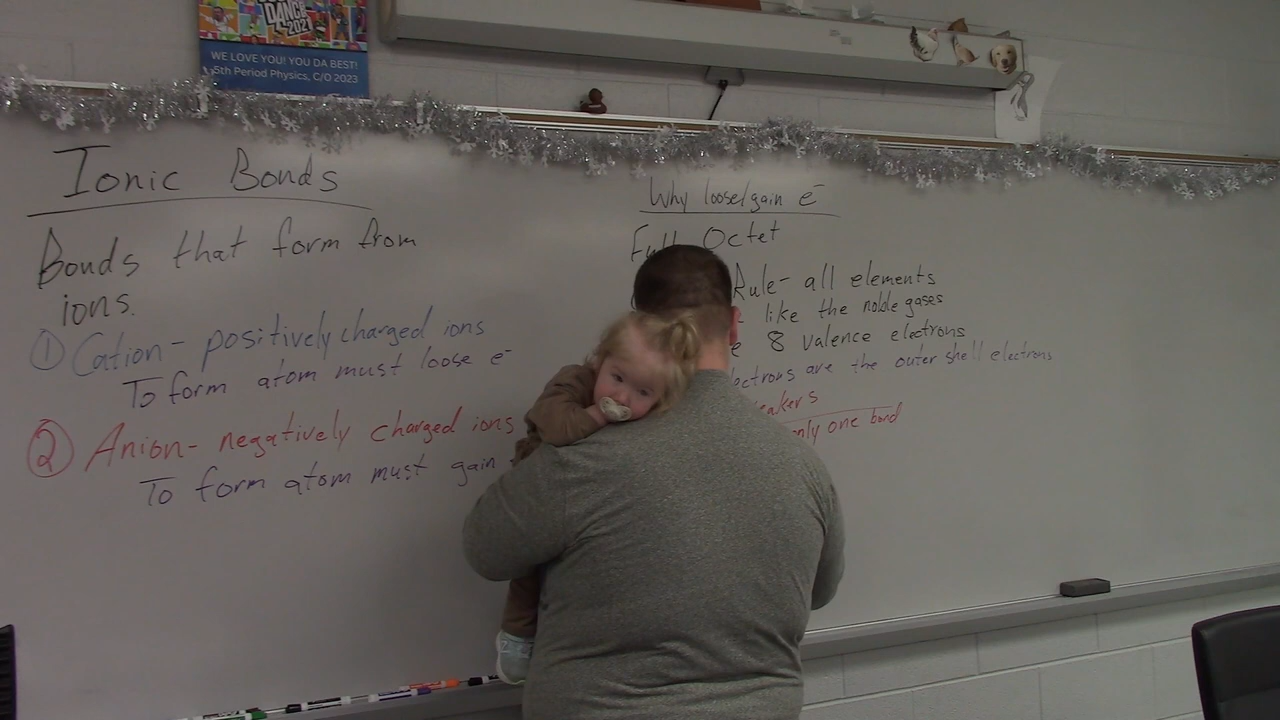 DANCE
2021
WE LOVE YOU! YOU DA BEST!
5th Period Physics, C/O 2023
Ionic Bonds
Bonds that form from
ions.
① Cation- positively charged ions
To form atom must loose e⁻
② Anion- negatively charged ions
To form atom must gain
Why loose/gain e⁻
Full Octet
Rule- all elements
like the noble gases
8 valence electrons
are the outer shell electrons
only one bond